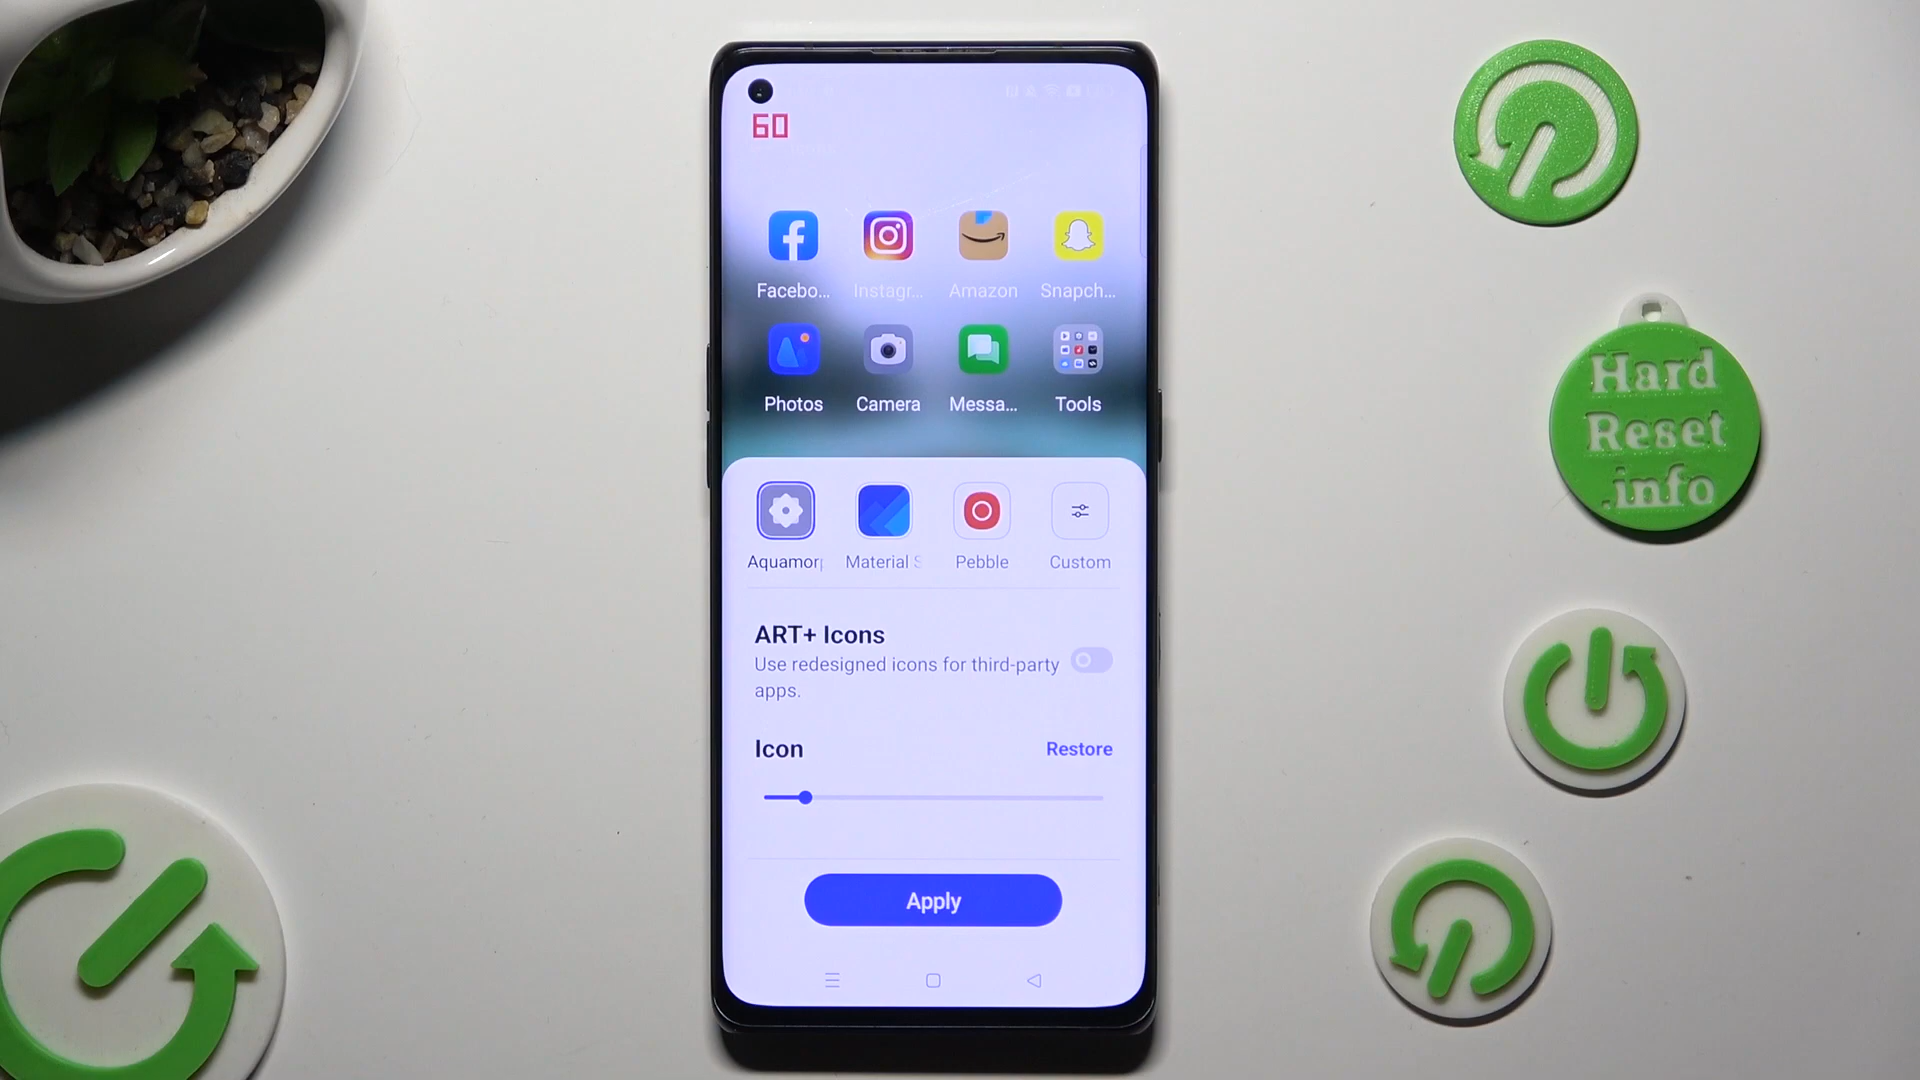 60
Facebo...
Instagr...
Amazon
Snapch...
Photos
Camera
Messa...
Tools
Aquamorp
Material S
Pebble
Custom
ART+ Icons
Use redesigned icons for third-party
apps.
Icon
Restore
Apply
Hard
Reset
.info